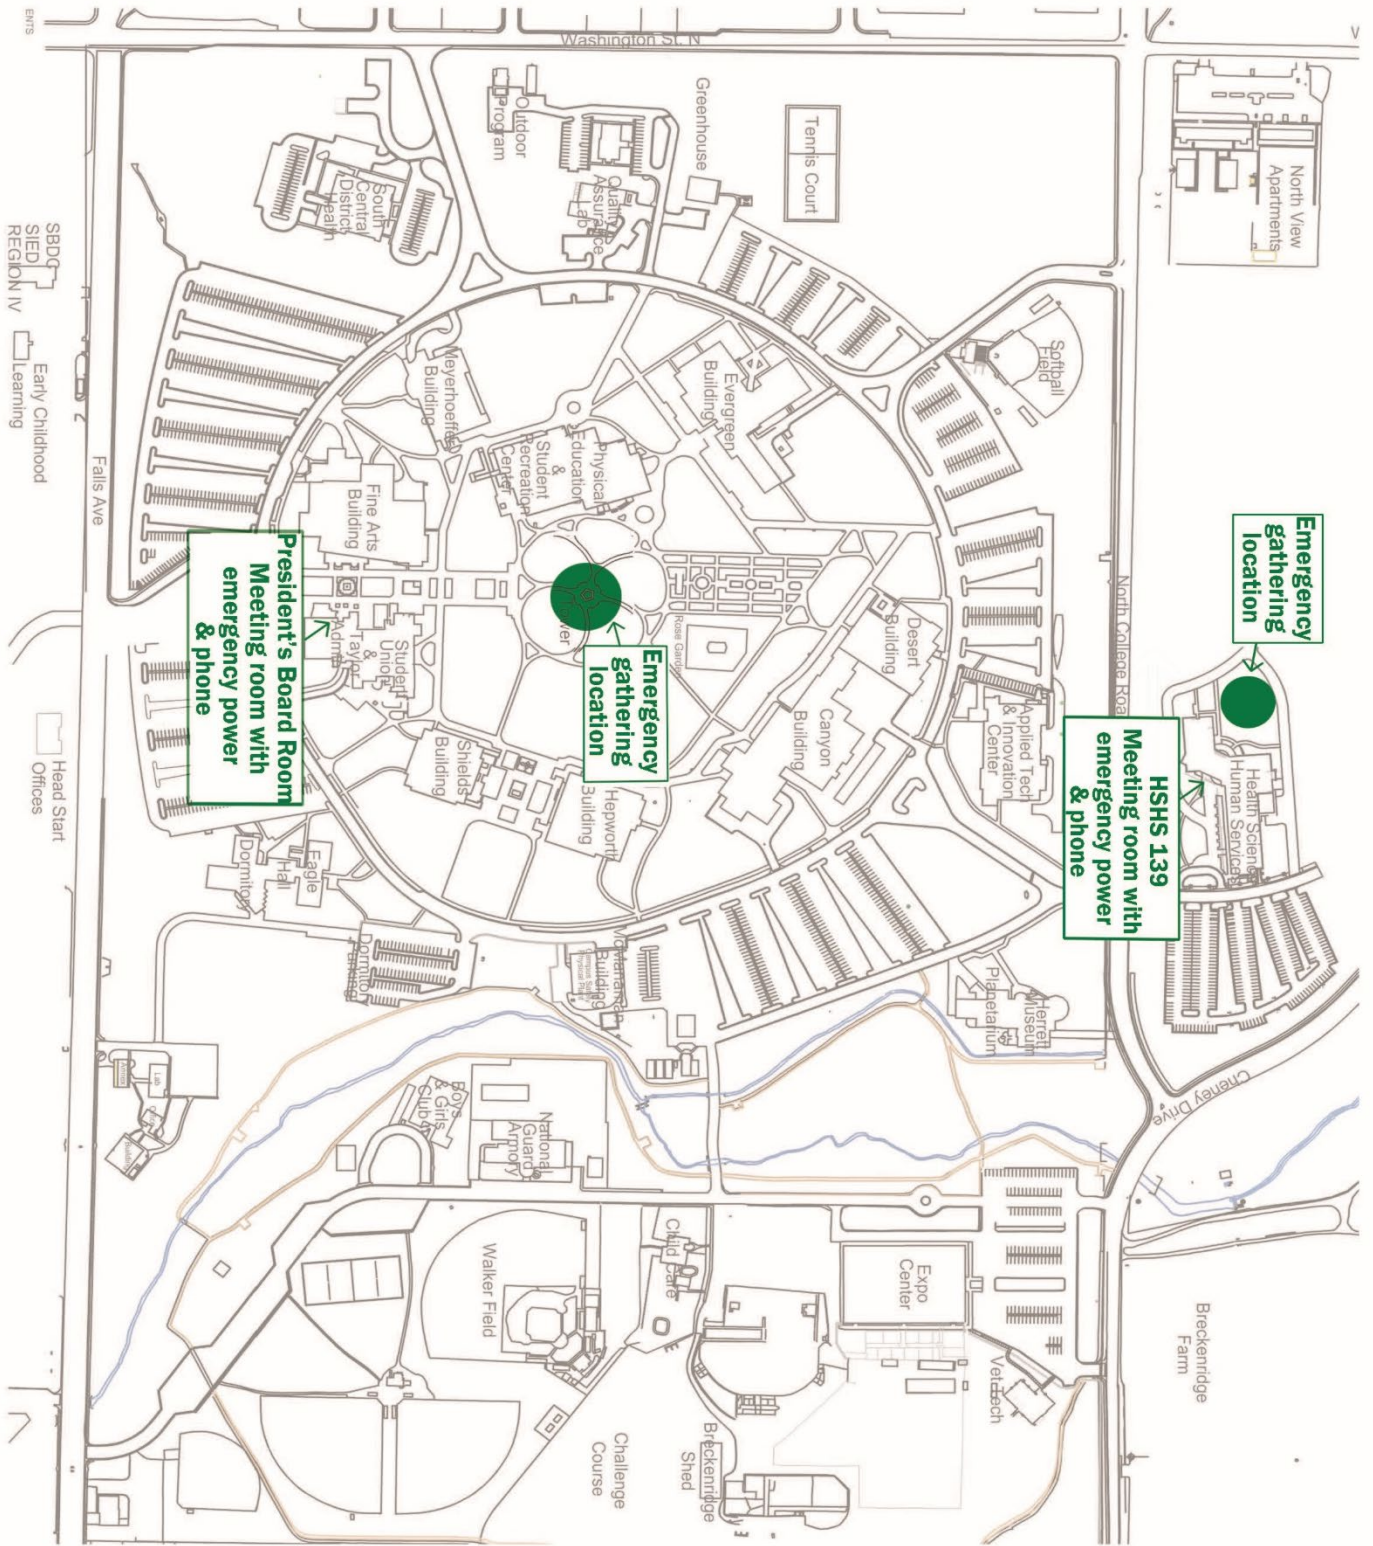 ENTS
Washington St. N
North View
Apartments
Tennis Court
Greenhouse
Outdoor
Program
Quality
Assurance
Lab
South
Central
District
Health
SBDC
SIED
REGION IV
Early Childhood
Learning
Softball
Field
Evergreen
Building
Meyerhoeffer
Building
Physical
Education
&
Student
Recreation
Center
Fine Arts
Building
Falls Ave
North College Road
Emergency
gathering
location
President's Board Room
Meeting room with
emergency power
& phone
Emergency
gathering
location
HSHS 139
Meeting room with
emergency power
& phone
Rose Garden
Desert
Building
Student
Union
&
Taylor
Admin
Applied Tech
& Innovation
Center
Canyon
Building
Shields
Building
Hepworth
Building
Health Science
Human Services
Head Start
Offices
Eagle
Hall
Dormitory
Dormitory
Parking
McManaman
Building
Herrett
Museum
Planetarium
Cheney Drive
Lab
Office
Building
Boys
& Girls
Club
National
Guard
Armory
Walker Field
Child Care
Expo
Center
Vet Tech
Breckenridge
Farm
Breckenridge
Shed
Challenge
Course